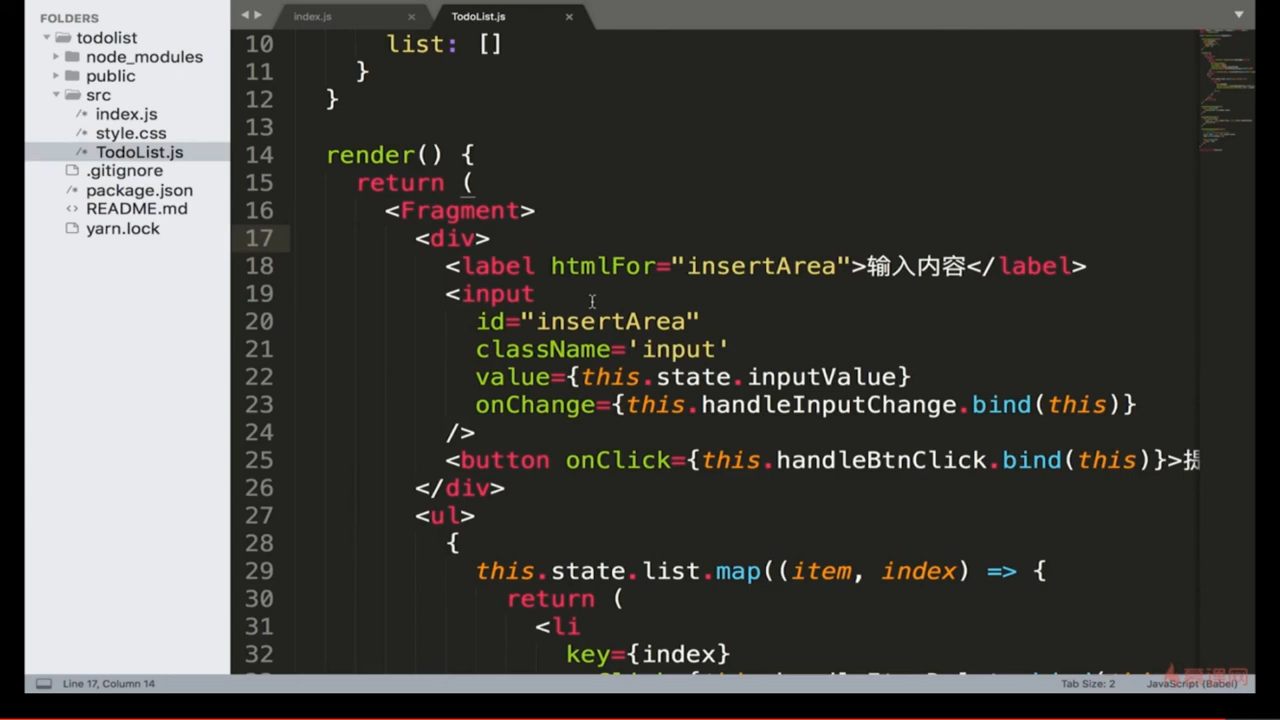 FOLDERS
todolist
node_modules
public
src
index.js
style.css
TodoList.js
.gitignore
package.json
README.md
yarn.lock
index.js
TodoList.js
10 list: []
11 }
12 }
13
14 render() {
15 return (
16 <Fragment>
17 <div>
18 <label htmlFor="insertArea">输入内容</label>
19 <input
20 id="insertArea"
21 className='input'
22 value={this.state.inputValue}
23 onChange={this.handleInputChange.bind(this)}
24 />
25 <button onClick={this.handleBtnClick.bind(this)}>提
26 </div>
27 <ul>
28 {
29 this.state.list.map((item, index) => {
30 return (
31 <li
32 key={index}
Line 17, Column 14
Tab Size: 2
JavaScript (Babel)